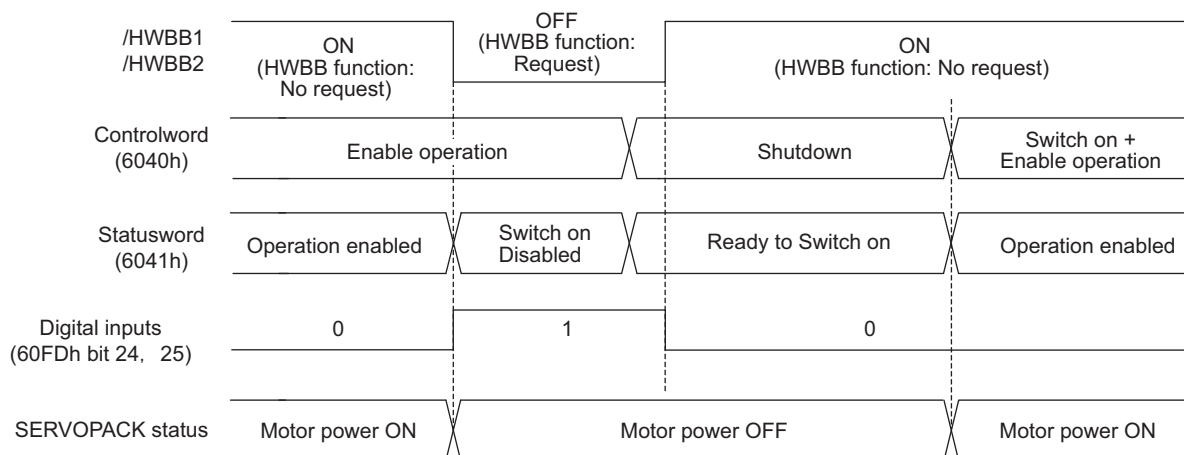 /HWBB1
/HWBB2
ON
(HWBB function:
No request)
OFF
(HWBB function:
Request)
ON
(HWBB function: No request)
Controlword
(6040h)
Enable operation
Shutdown
Switch on +
Enable operation
Statusword
(6041h)
Operation enabled
Switch on
Disabled
Ready to Switch on
Operation enabled
Digital inputs
(60FDh bit 24, 25)
0
1
0
SERVOPACK status
Motor power ON
Motor power OFF
Motor power ON